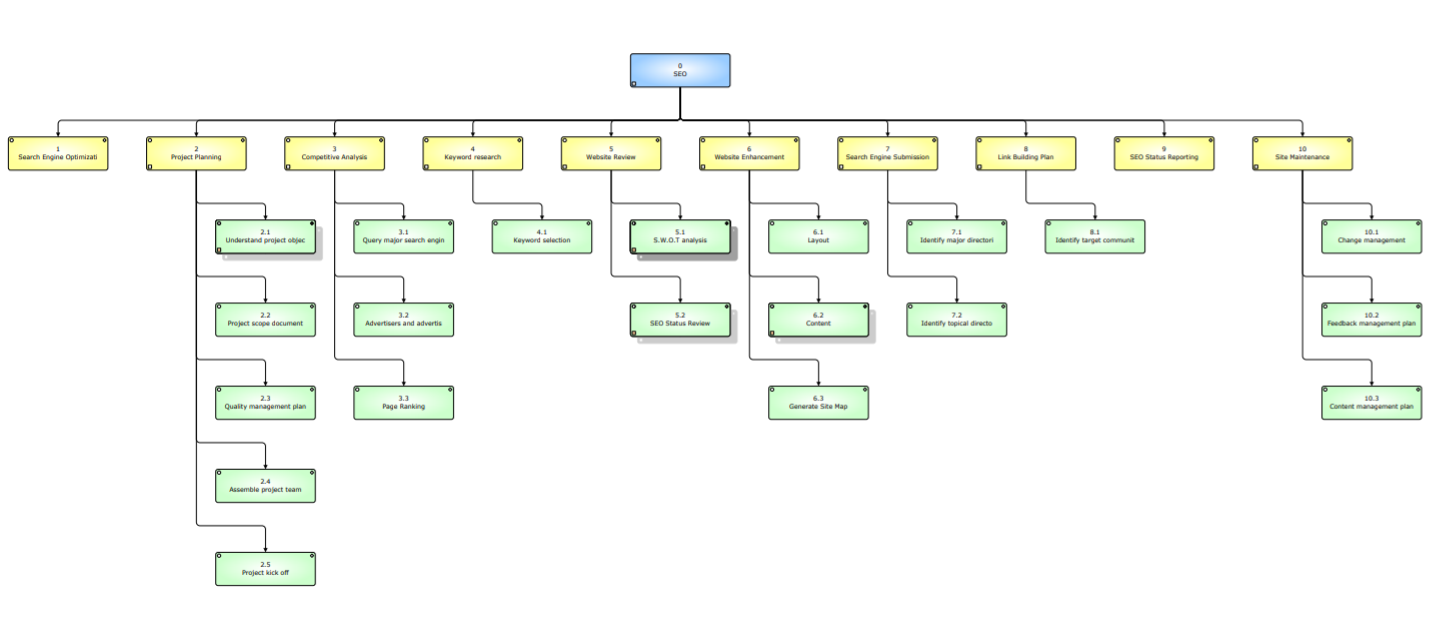 0
SEO
1
Search Engine Optimizati
2
Project Planning
3
Competitive Analysis
4
Keyword research
5
Website Review
6
Website Enhancement
7
Search Engine Submission
8
Link Building Plan
9
SEO Status Reporting
10
Site Maintenance
2.1
Understand project objec
3.1
Query major search engin
4.1
Keyword selection
5.1
S.W.O.T analysis
6.1
Layout
7.1
Identify major directori
8.1
Identify target communit
10.1
Change management
2.2
Project scope document
3.2
Advertisers and advertis
5.2
SEO Status Review
6.2
Content
7.2
Identify topical directo
10.2
Feedback management plan
2.3
Quality management plan
3.3
Page Ranking
6.3
Generate Site Map
10.3
Content management plan
2.4
Assemble project team
2.5
Project kick off